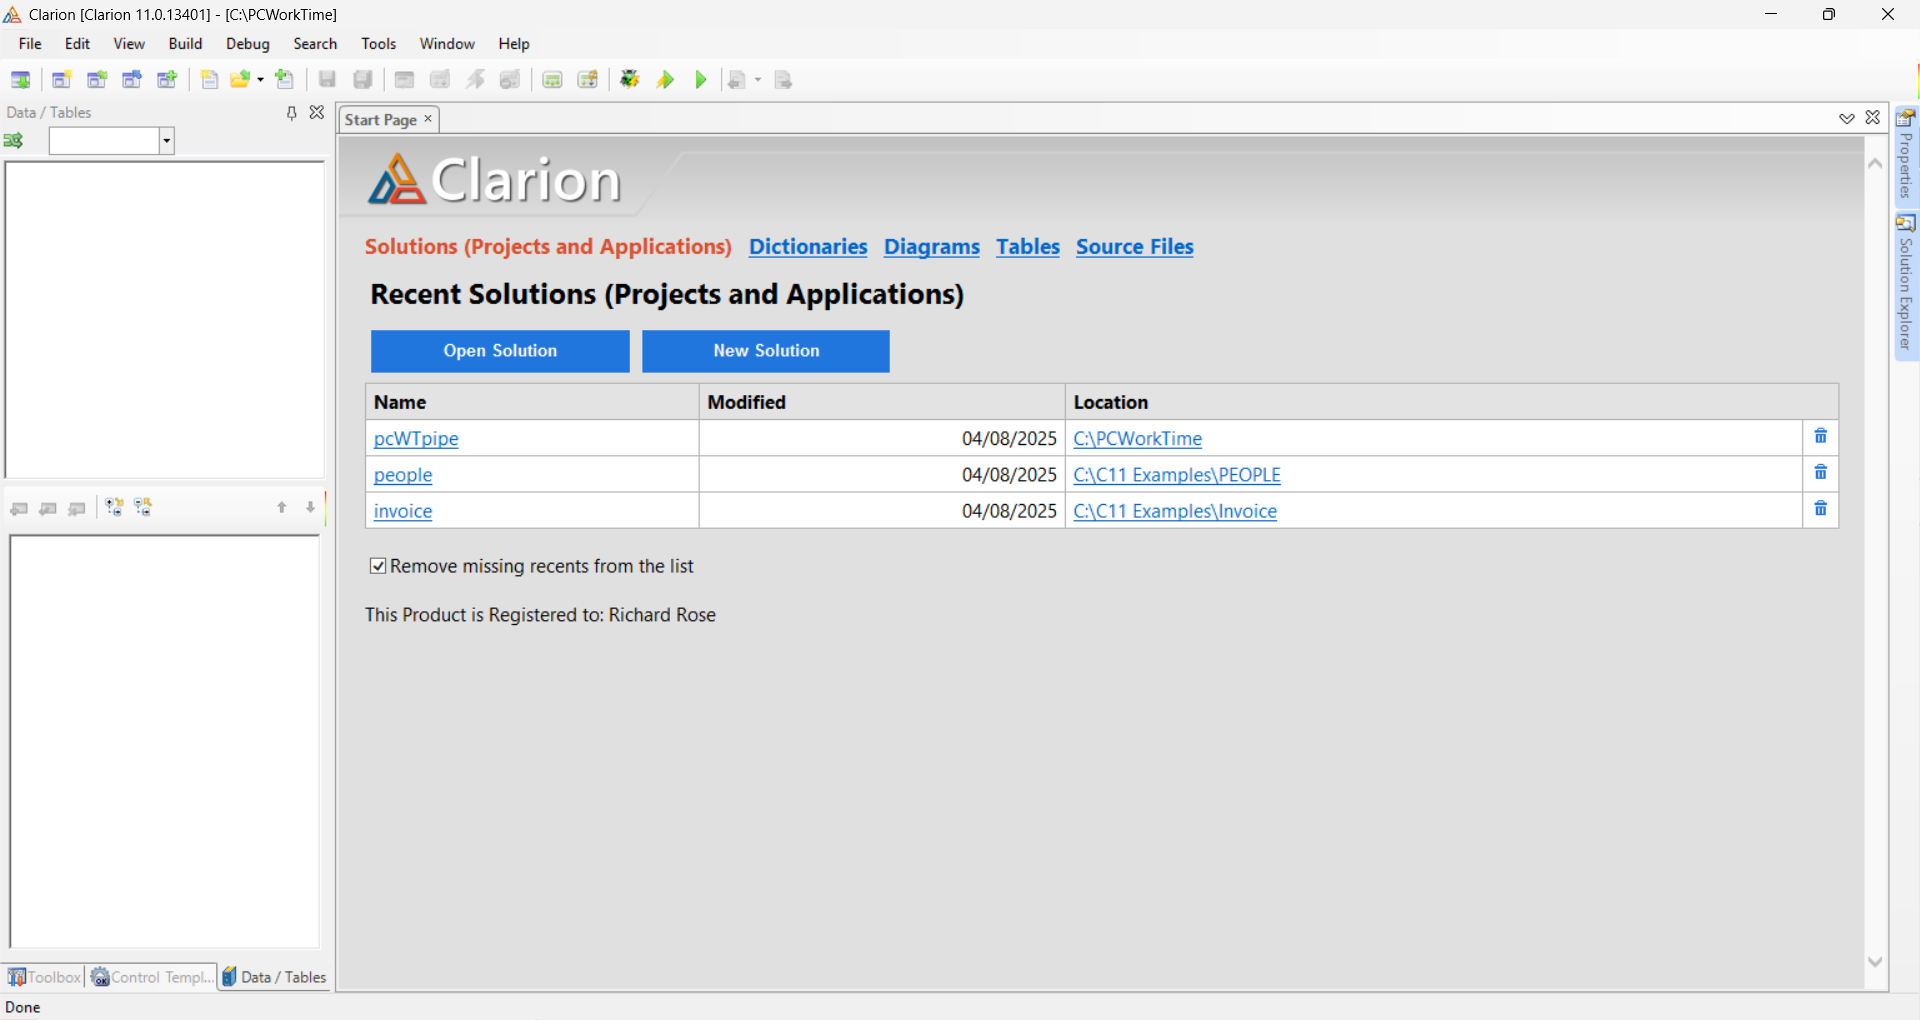 Clarion [Clarion 11.0.13401] - [C:\PCWorkTime]
File Edit View Build Debug Search Tools Window Help
Data / Tables
Start Page
Clarion
Solutions (Projects and Applications) Dictionaries Diagrams Tables Source Files
Recent Solutions (Projects and Applications)
Open Solution New Solution
Name Modified Location
pcWTpipe 04/08/2025 C:\PCWorkTime
people 04/08/2025 C:\C11 Examples\PEOPLE
invoice 04/08/2025 C:\C11 Examples\Invoice
Remove missing recents from the list
This Product is Registered to: Richard Rose
Properties
Solution Explorer
Toolbox Control Templ... Data / Tables
Done